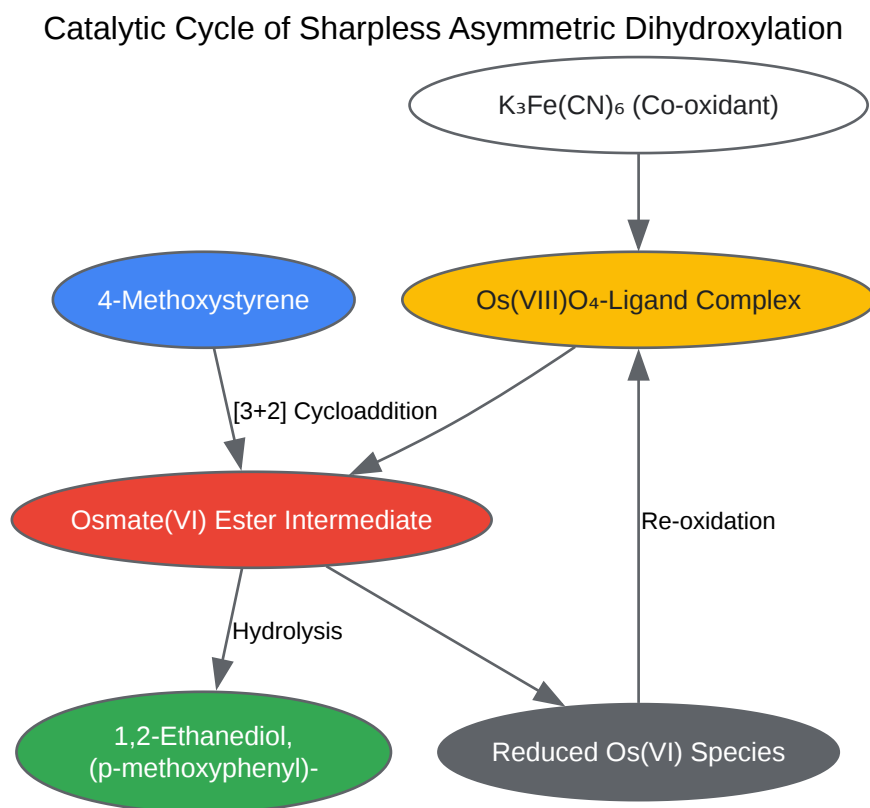 Catalytic Cycle of Sharpless Asymmetric Dihydroxylation
K₃Fe(CN)₆ (Co-oxidant)
4-Methoxystyrene
Os(VIII)O₄-Ligand Complex
[3+2] Cycloaddition
Osmate(VI) Ester Intermediate
Re-oxidation
Hydrolysis
1,2-Ethanediol,
(p-methoxyphenyl)-
Reduced Os(VI) Species